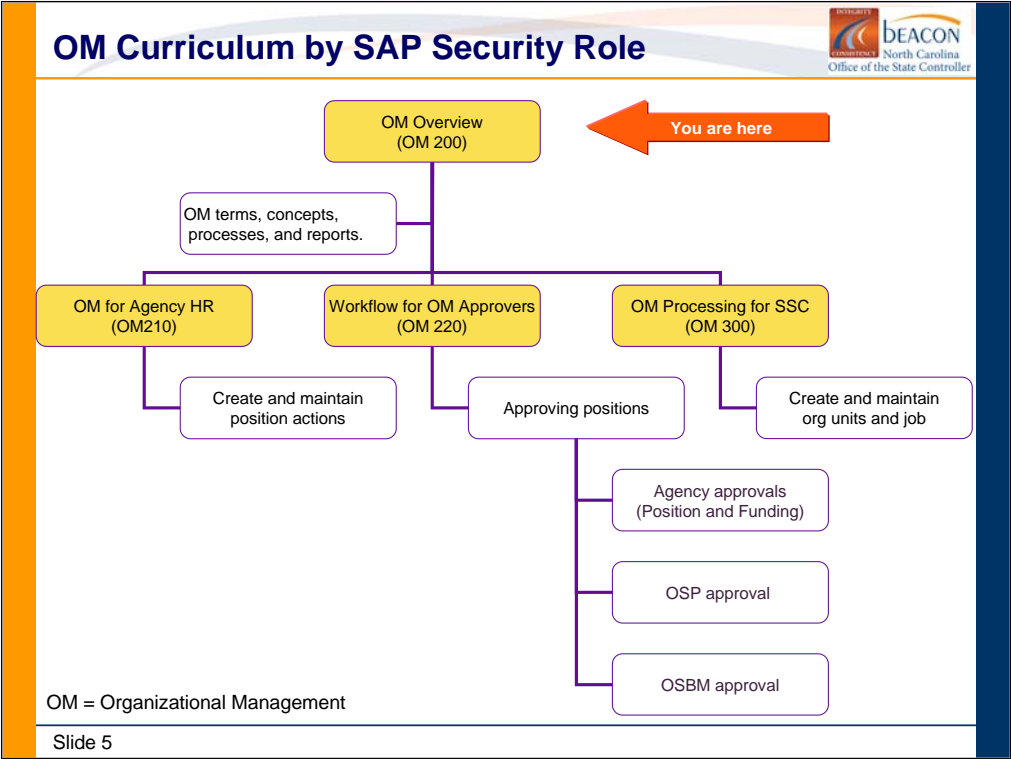 OM Curriculum by SAP Security Role
INTEGRITY
CONSISTENCY
BEACON
North Carolina
Office of the State Controller
OM Overview
(OM 200)
You are here
OM terms, concepts,
processes, and reports.
OM for Agency HR
(OM210)
Workflow for OM Approvers
(OM 220)
OM Processing for SSC
(OM 300)
Create and maintain
position actions
Approving positions
Create and maintain
org units and job
Agency approvals
(Position and Funding)
OSP approval
OSBM approval
OM = Organizational Management
Slide 5